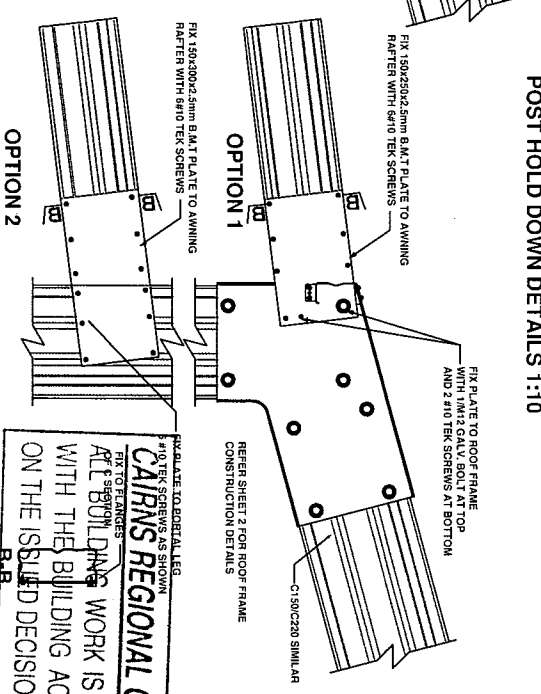 POST HOLD DOWN DETAILS 1:10
FIX 150x250x2.5mm B.M.T PLATE TO AWNING
RAFTER WITH 6#10 TEK SCREWS
OPTION 1
FIX PLATE TO ROOF FRAME
WITH 1/M12 GALV. BOLT AT TOP
AND 2 #10 TEK SCREWS AT BOTTOM
C150/C220 SIMILAR
REFER SHEET 2 FOR ROOF FRAME
CONSTRUCTION DETAILS
FIX 150x300x2.5mm B.M.T PLATE TO AWNING
RAFTER WITH 6#10 TEK SCREWS
OPTION 2
FIX PLATE TO PORTAL LEG
#10 TEK SCREWS AS SHOWN
FIX TO FLANGES
OF C SECTION
B-B
CAIRNS REGIONAL
ALL BUILDING WORK IS
WITH THE BUILDING AC
ON THE ISSUED DECISIO